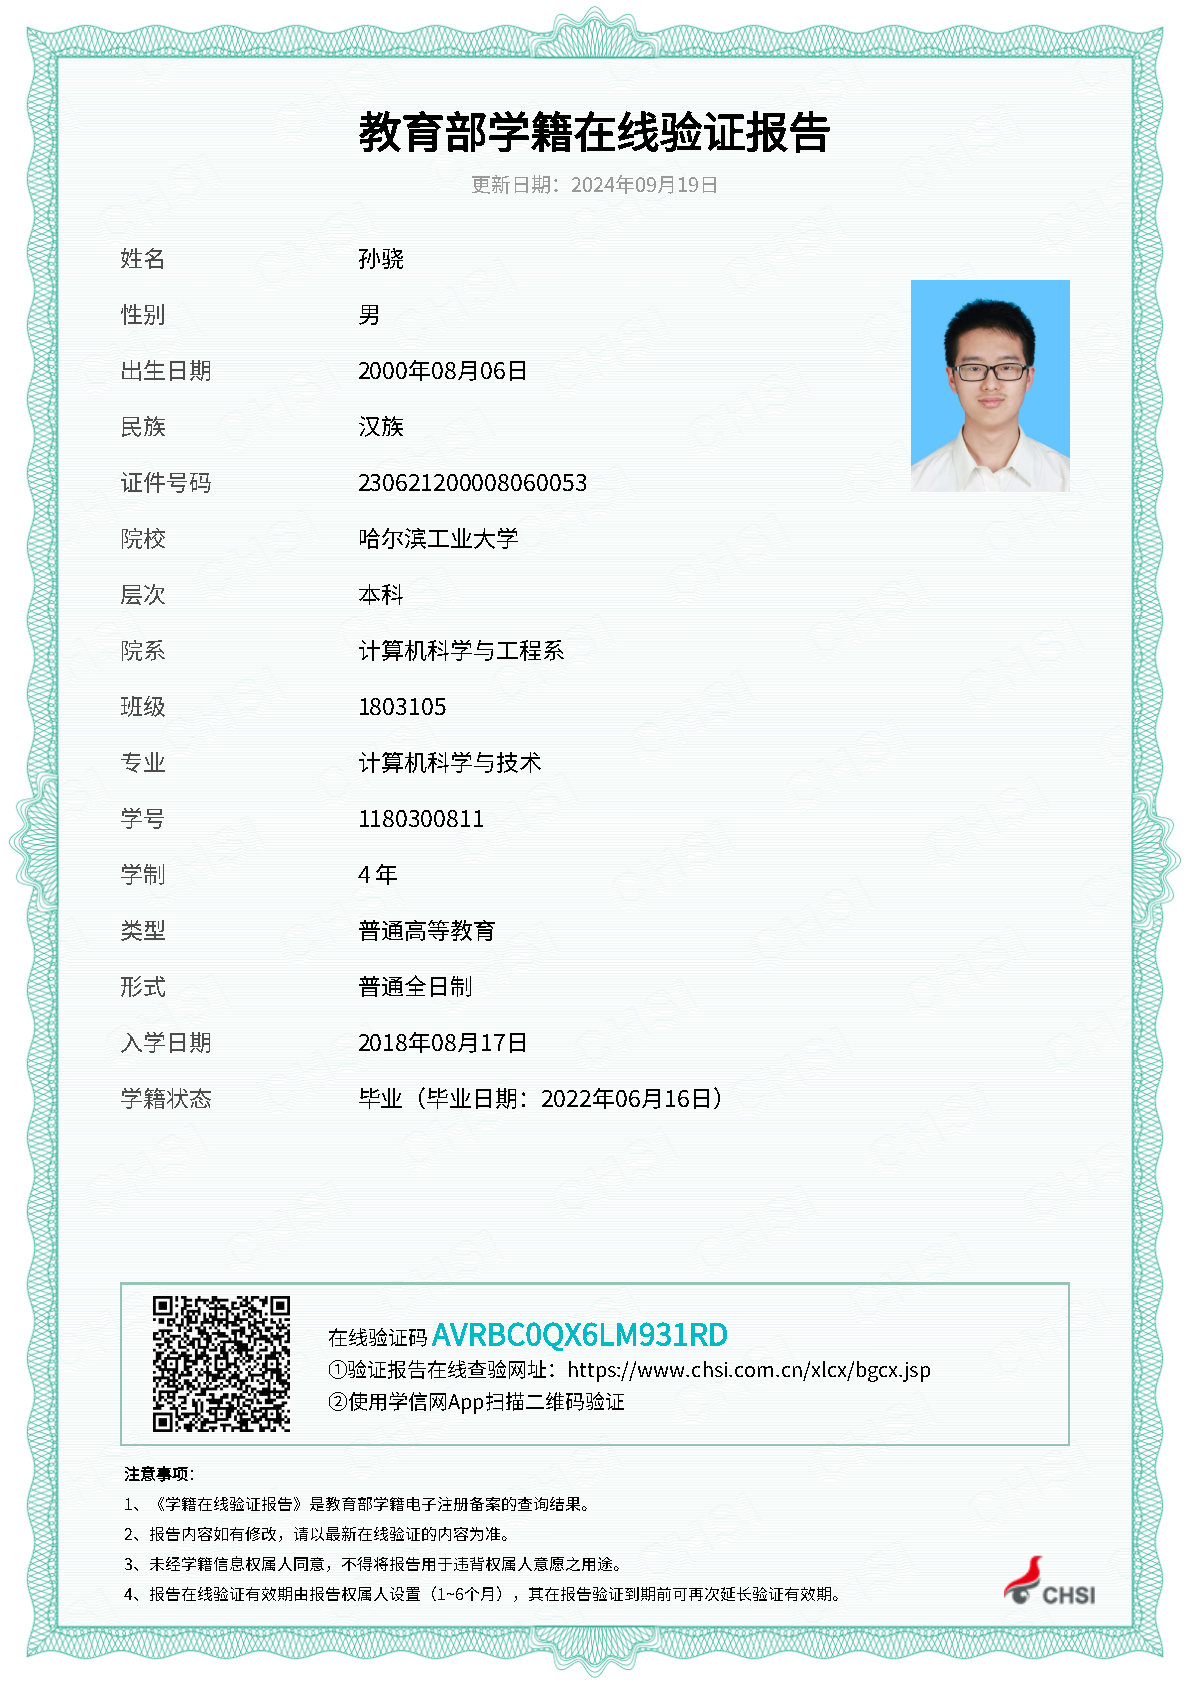 教育部学籍在线验证报告
更新日期：2024年09月19日
姓名 孙骁
性别 男
出生日期 2000年08月06日
民族 汉族
证件号码 230621200008060053
院校 哈尔滨工业大学
层次 本科
院系 计算机科学与工程系
班级 1803105
专业 计算机科学与技术
学号 1180300811
学制 4 年
类型 普通高等教育
形式 普通全日制
入学日期 2018年08月17日
学籍状态 毕业（毕业日期：2022年06月16日）
在线验证码 AVRBC0QX6LM931RD
①验证报告在线查验网址：https://www.chsi.com.cn/xlcx/bgcx.jsp
②使用学信网App扫描二维码验证
注意事项：
1、《学籍在线验证报告》是教育部学籍电子注册备案的查询结果。
2、报告内容如有修改，请以最新在线验证的内容为准。
3、未经学籍信息权属人同意，不得将报告用于违背权属人意愿之用途。
4、报告在线验证有效期由报告权属人设置（1~6个月），其在报告验证到期前可再次延长验证有效期。
CHSI